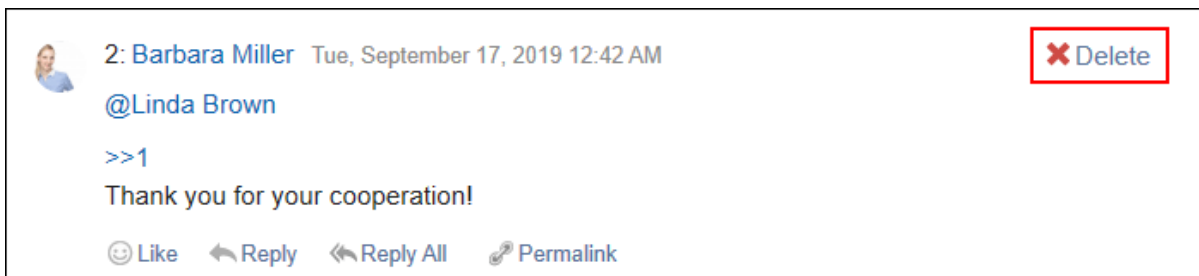 2: Barbara Miller Tue, September 17, 2019 12:42 AM Delete
@Linda Brown
>>1
Thank you for your cooperation!
Like Reply Reply All Permalink